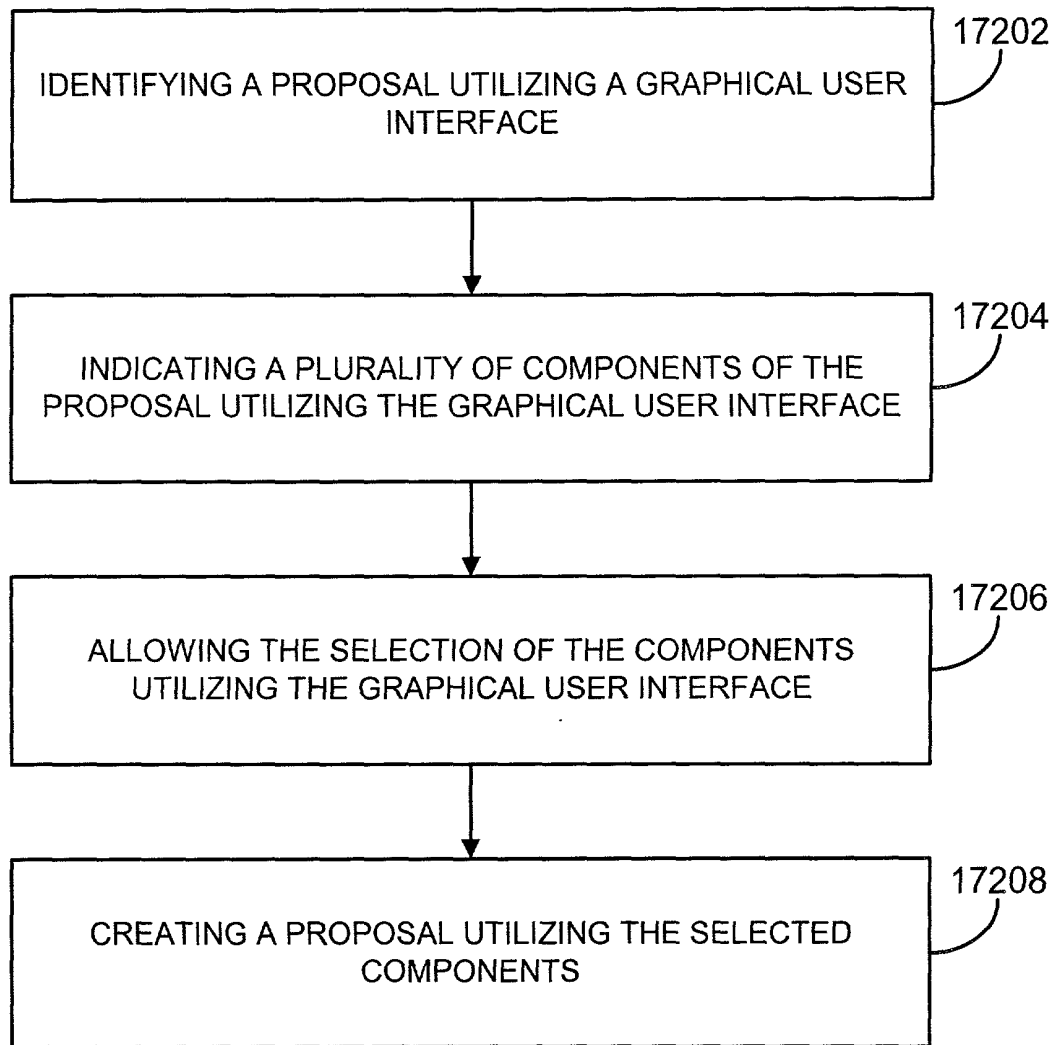 17202
IDENTIFYING A PROPOSAL UTILIZING A GRAPHICAL USER
INTERFACE
17204
INDICATING A PLURALITY OF COMPONENTS OF THE
PROPOSAL UTILIZING THE GRAPHICAL USER INTERFACE
17206
ALLOWING THE SELECTION OF THE COMPONENTS
UTILIZING THE GRAPHICAL USER INTERFACE
17208
CREATING A PROPOSAL UTILIZING THE SELECTED
COMPONENTS